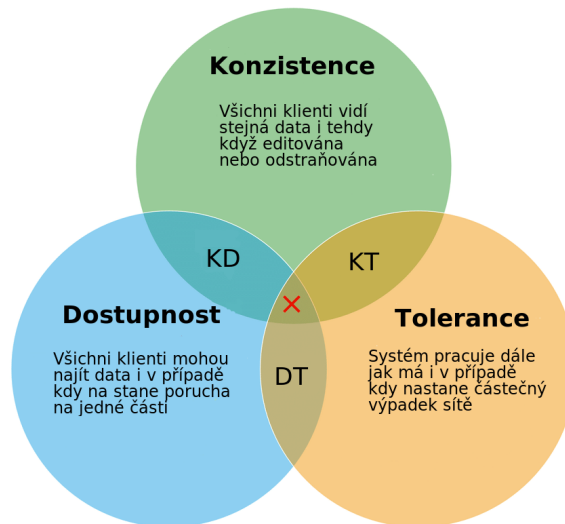 Konzistence
Všichni klienti vidí
stejná data i tehdy
když editována
nebo odstraňována
KD
KT
Dostupnost
Všichni klienti mohou
najít data i v případě
kdy na stane porucha
na jedné části
Tolerance
Systém pracuje dále
jak má i v případě
kdy nastane částečný
výpadek sítě
DT